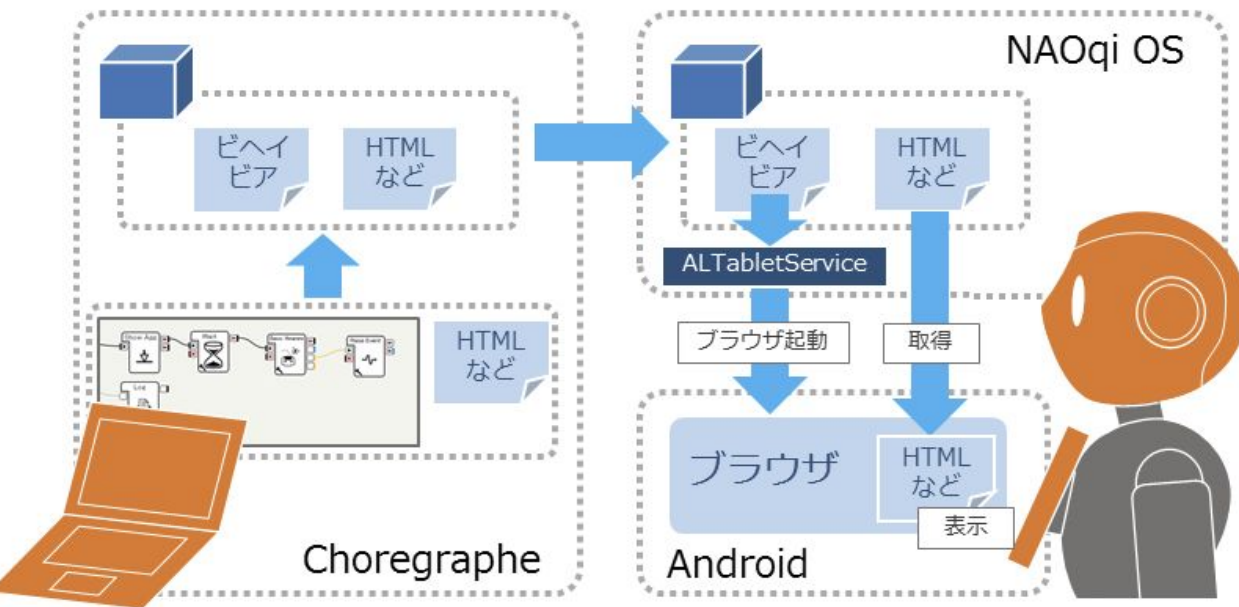 NAOqi OS
ビヘイ
ビア
HTML
など
ビヘイ
ビア
HTML
など
ALTabletService
HTML
など
ブラウザ起動
取得
ブラウザ
HTML
など
表示
Choregraphe
Android